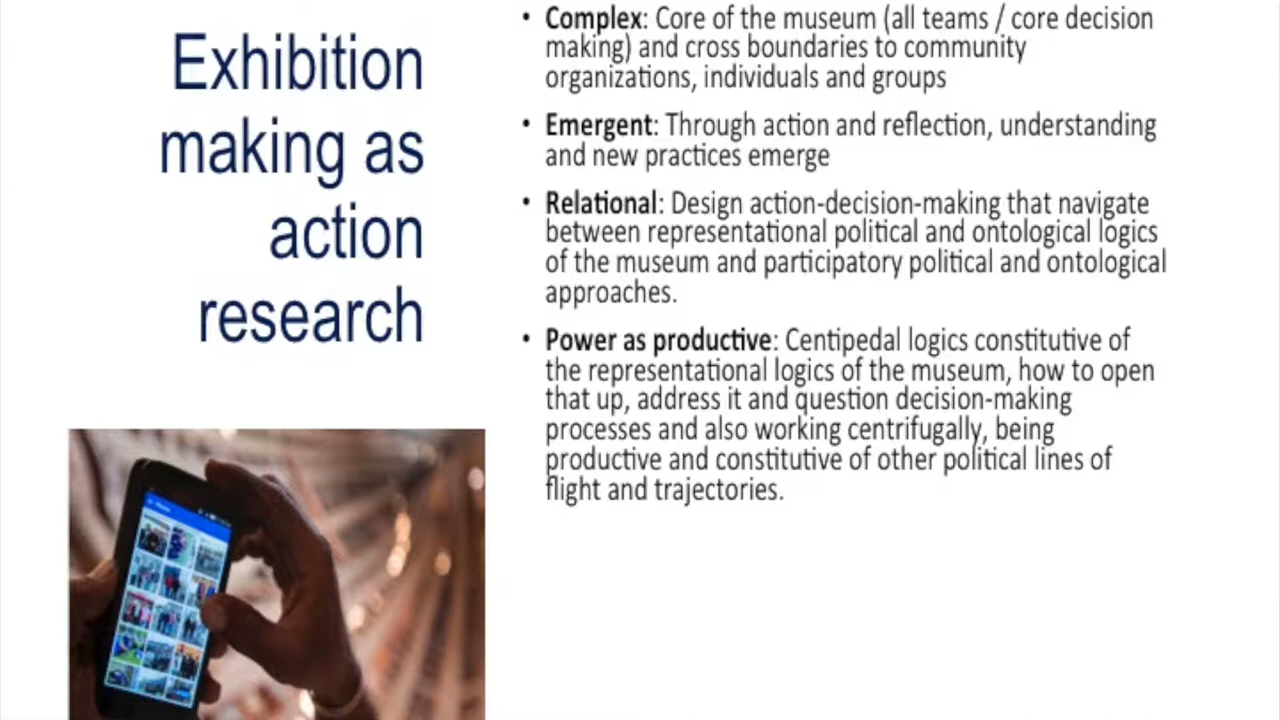 Exhibition
making as
action
research
• Complex: Core of the museum (all teams / core decision
making) and cross boundaries to community
organizations, individuals and groups
• Emergent: Through action and reflection, understanding
and new practices emerge
• Relational: Design action-decision-making that navigate
between representational political and ontological logics
of the museum and participatory political and ontological
approaches.
• Power as productive: Centipedal logics constitutive of
the representational logics of the museum, how to open
that up, address it and question decision-making
processes and also working centrifugally, being
productive and constitutive of other political lines of
flight and trajectories.